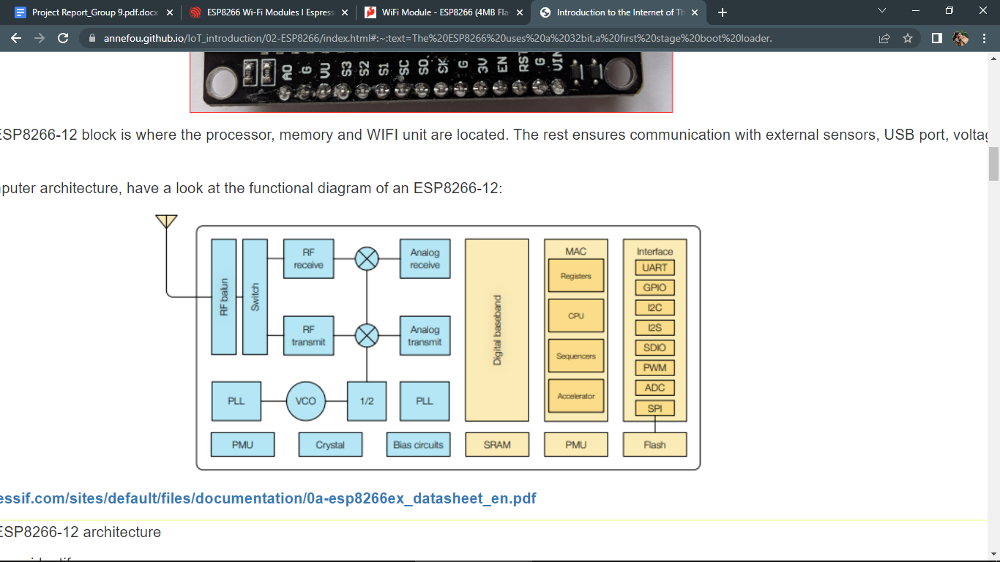 Project Report_Group 9.pdf.docx
ESP8266 Wi-Fi Modules I Espress
WiFi Module - ESP8266 (4MB Fla
Introduction to the Internet of Th
annefou.github.io/IoT_introduction/02-ESP8266/index.html#:~:text=The%20ESP8266%20uses%20a%2032bit,a%20first%20stage%20boot%20loader.
A0 G VU S3 S2 S1 SC SO SK G 3V EN RST G VIN
ESP8266-12 block is where the processor, memory and WIFI unit are located. The rest ensures communication with external sensors, USB port, voltag
puter architecture, have a look at the functional diagram of an ESP8266-12:
RF balun
Switch
RF
receive
Analog
receive
RF
transmit
Analog
transmit
PLL
VCO
1/2
PLL
PMU
Crystal
Bias circuits
Digital baseband
SRAM
MAC
Registers
CPU
Sequencers
Accelerator
PMU
Interface
UART
GPIO
I2C
I2S
SDIO
PWM
ADC
SPI
Flash
essif.com/sites/default/files/documentation/0a-esp8266ex_datasheet_en.pdf
ESP8266-12 architecture